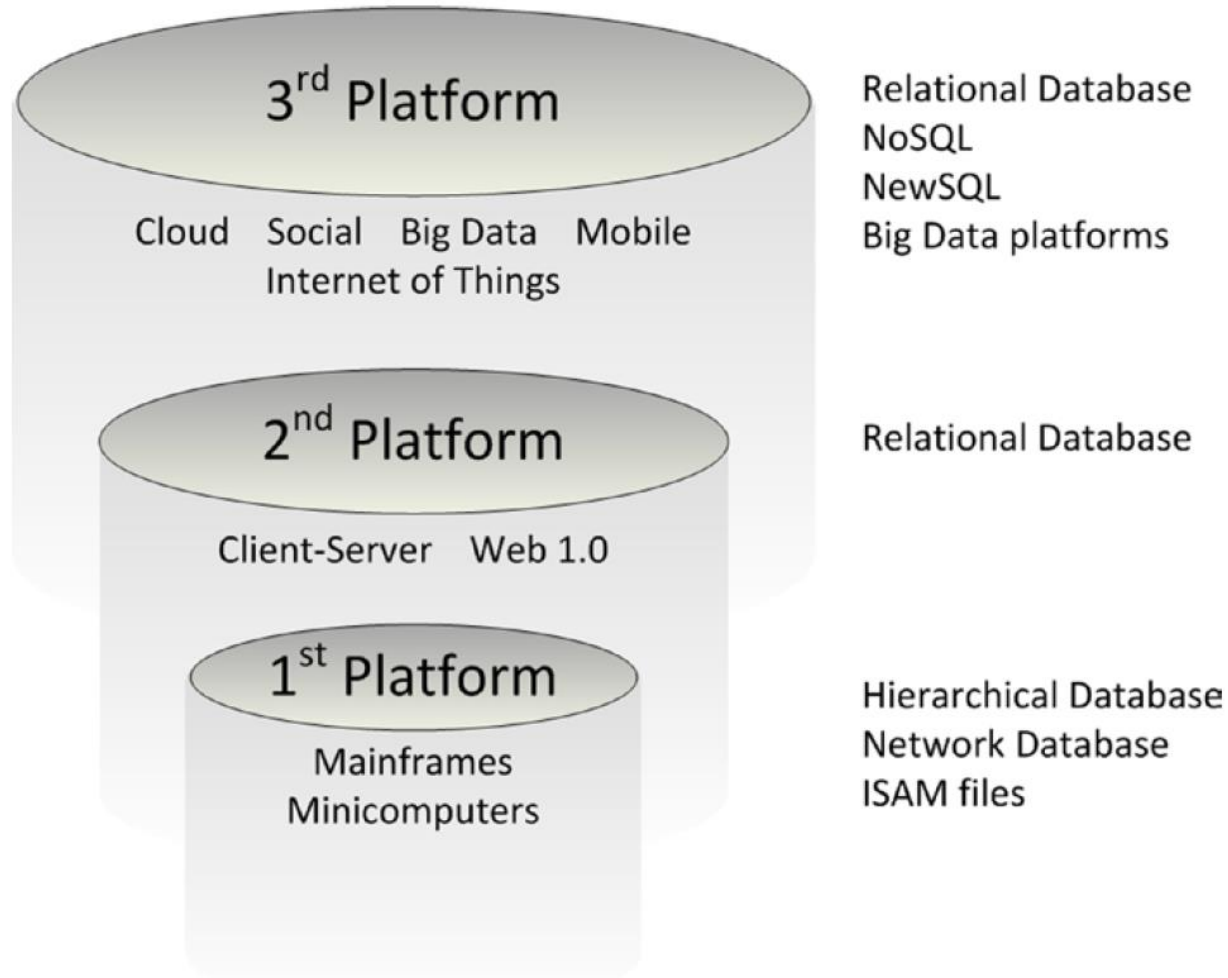 3rd Platform
Cloud Social Big Data Mobile
Internet of Things
Relational Database
NoSQL
NewSQL
Big Data platforms
2nd Platform
Client-Server Web 1.0
Relational Database
1st Platform
Mainframes
Minicomputers
Hierarchical Database
Network Database
ISAM files